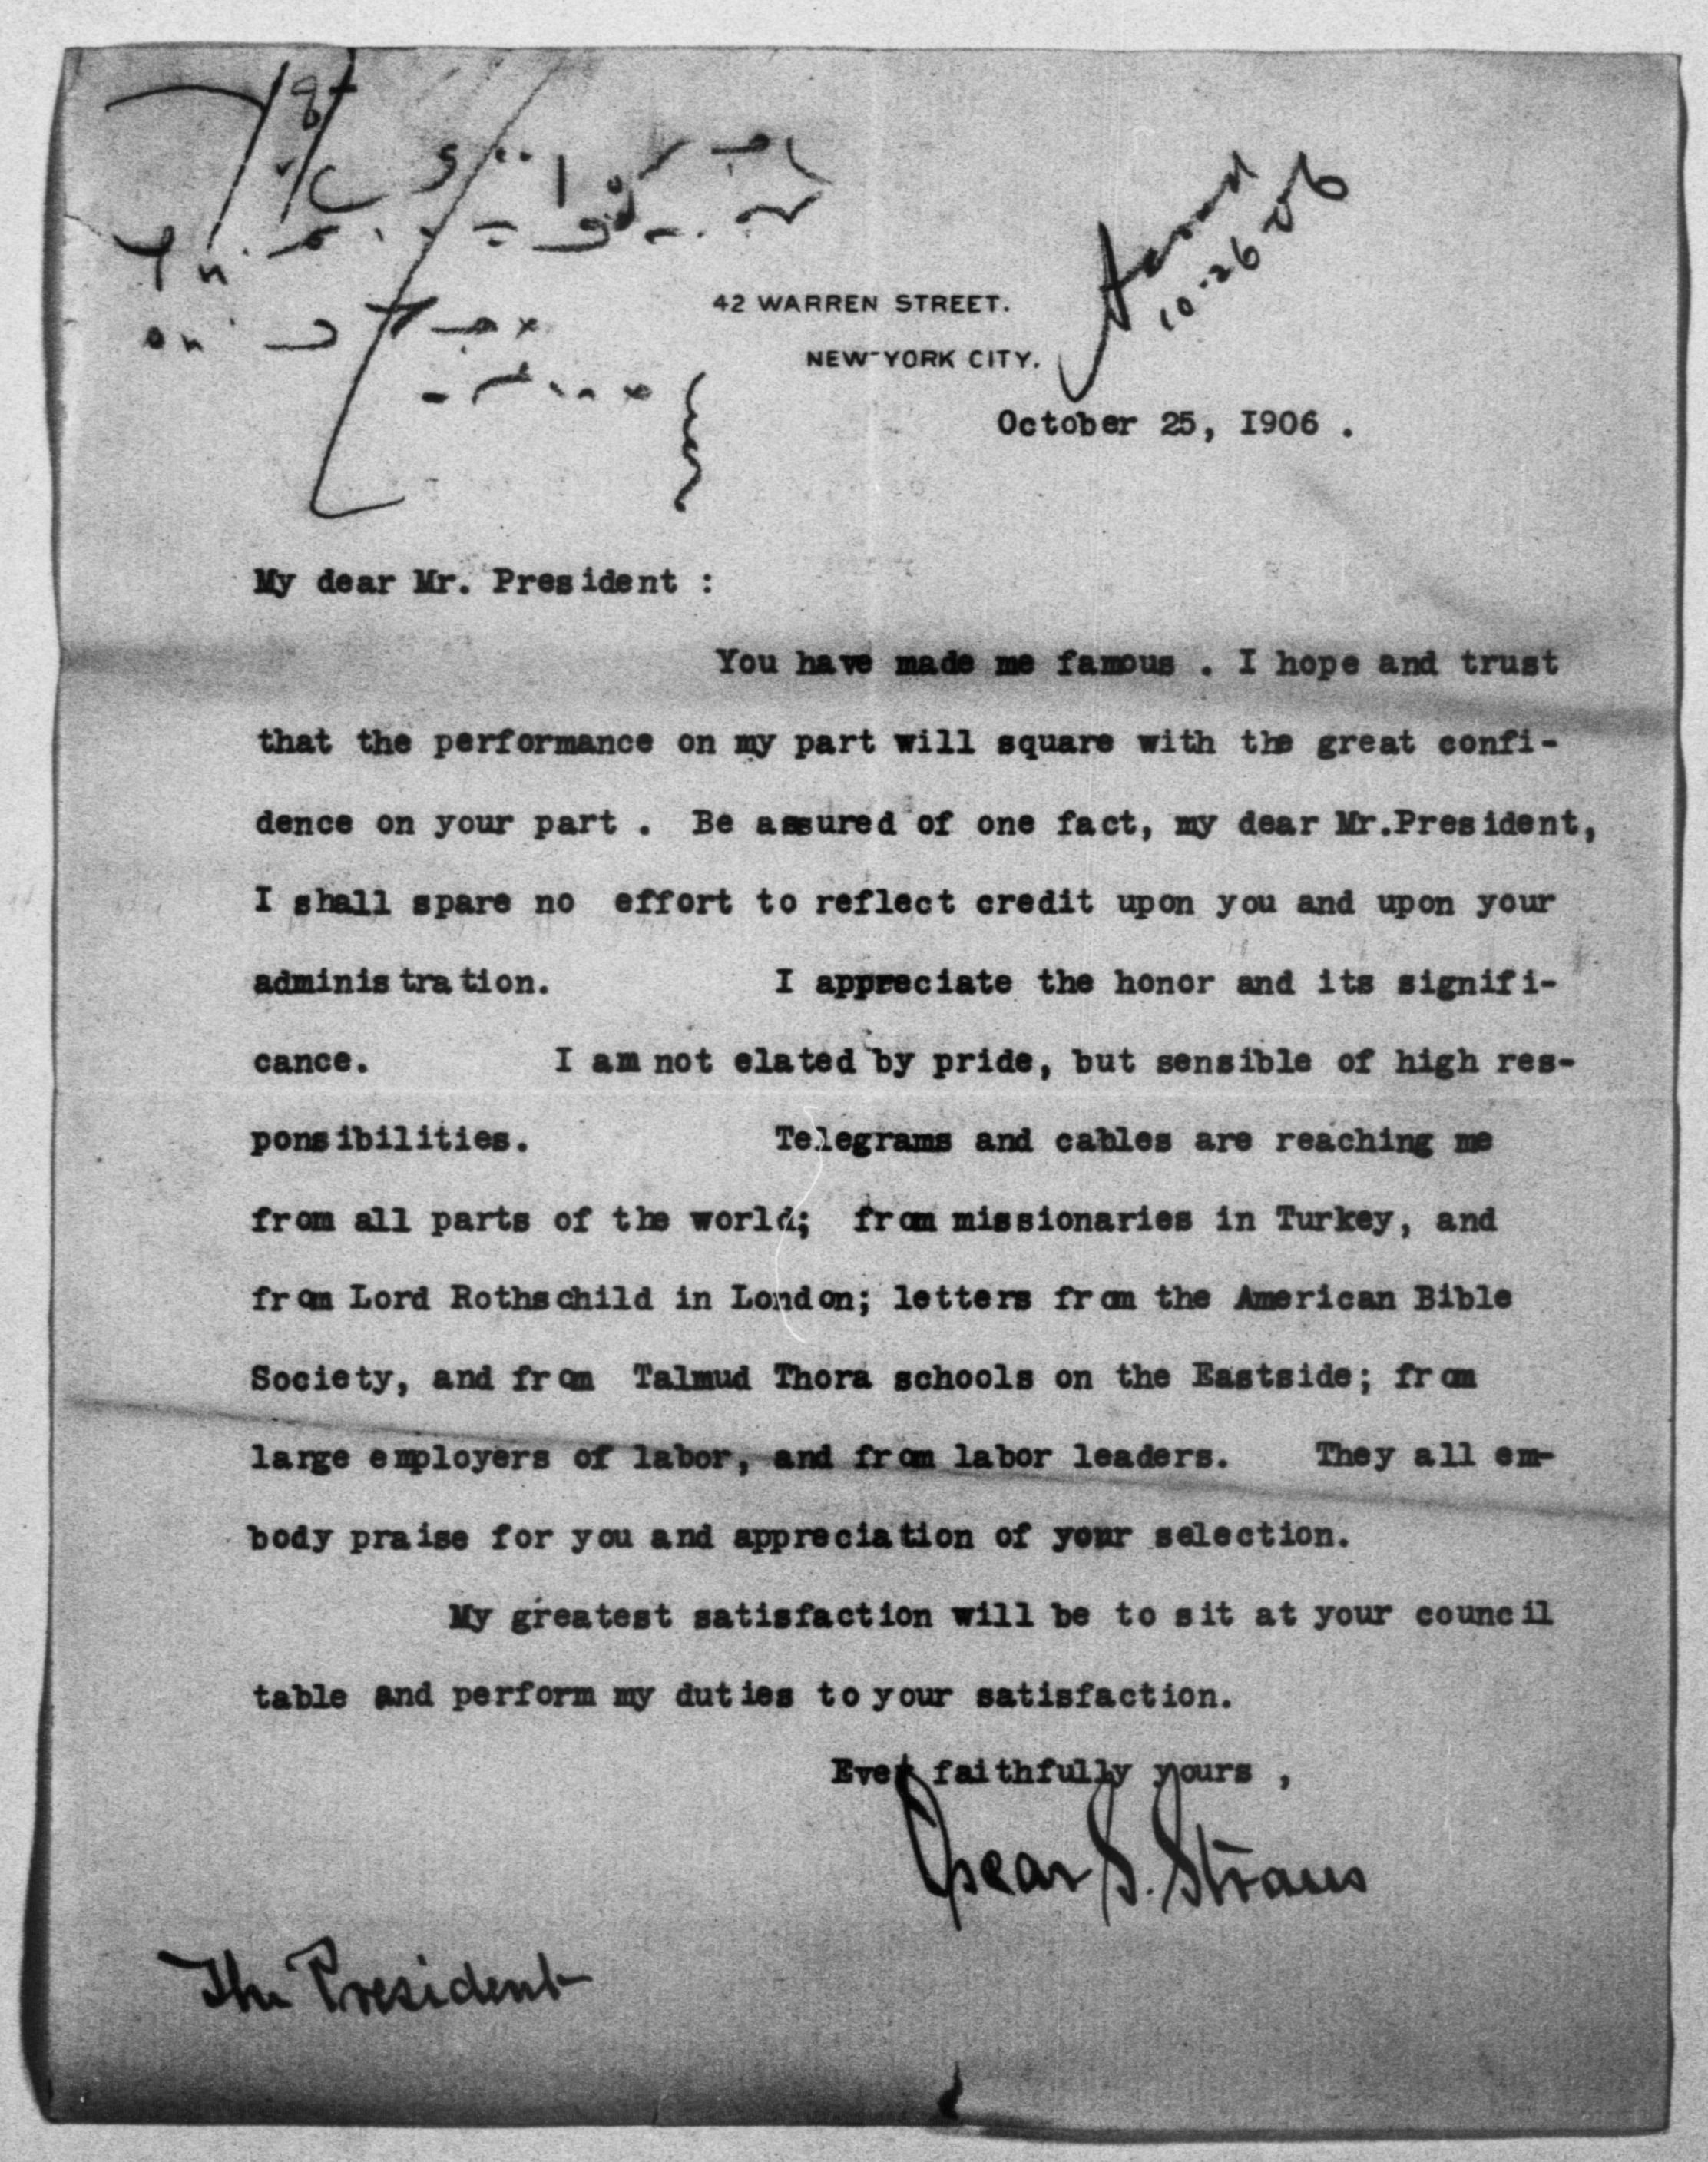 42 WARREN STREET.
NEW-YORK CITY.
10-26-06
October 25, 1906 .
My dear Mr. President :
You have made me famous . I hope and trust
that the performance on my part will square with the great confi-
dence on your part . Be assured of one fact, my dear Mr.President,
I shall spare no effort to reflect credit upon you and upon your
administration. I appreciate the honor and its signifi-
cance. I am not elated by pride, but sensible of high res-
ponsibilities. Telegrams and cables are reaching me
from all parts of the world; from missionaries in Turkey, and
from Lord Rothschild in London; letters from the American Bible
Society, and from Talmud Thora schools on the Eastside; from
large employers of labor, and from labor leaders. They all em-
body praise for you and appreciation of your selection.
My greatest satisfaction will be to sit at your council
table and perform my duties to your satisfaction.
Ever faithfully yours ,
Oscar S. Straus
The President